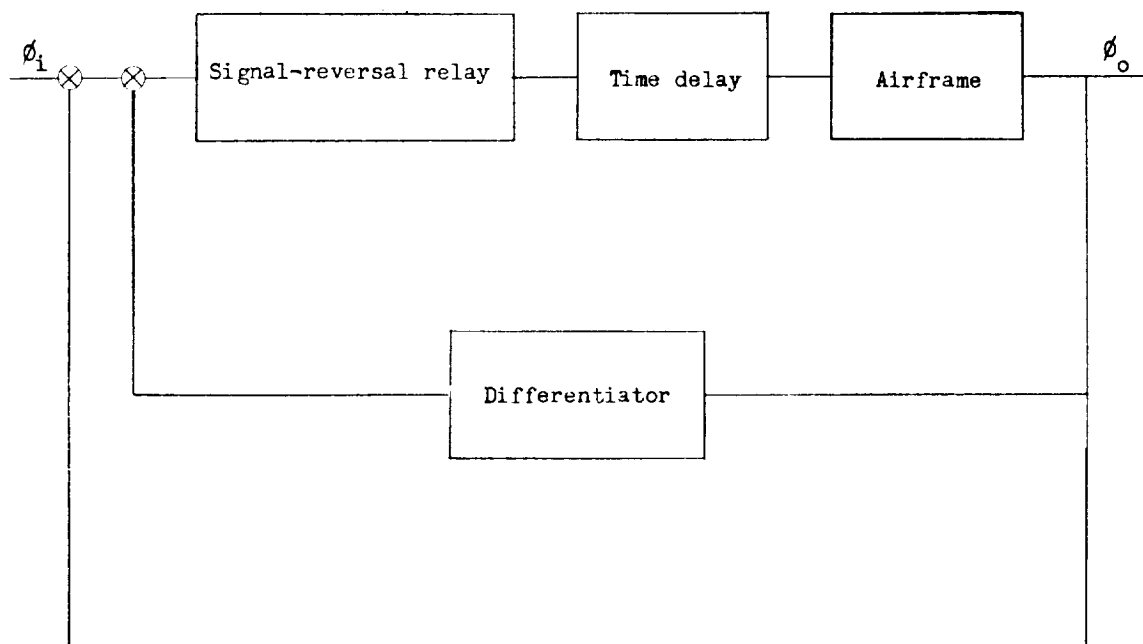 ϕi
Signal-reversal relay
Time delay
Airframe
ϕo
Differentiator